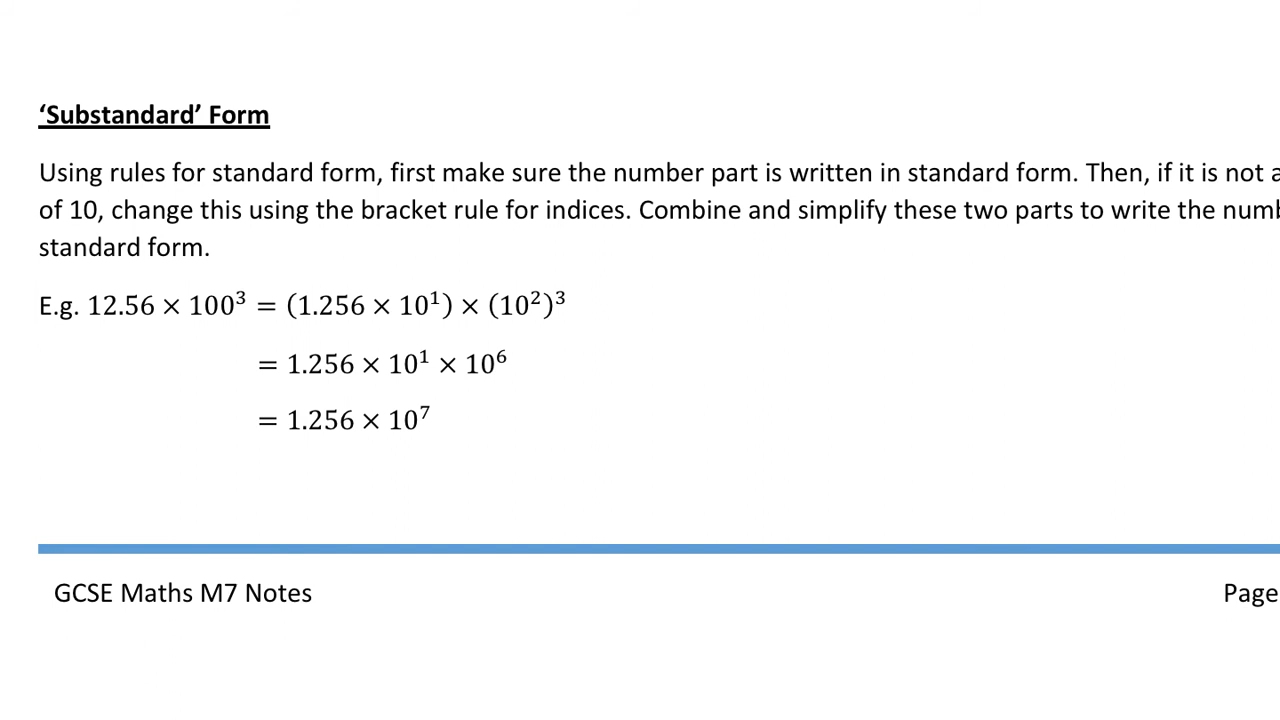 ‘Substandard’ Form
Using rules for standard form, first make sure the number part is written in standard form. Then, if it is not a
of 10, change this using the bracket rule for indices. Combine and simplify these two parts to write the numb
standard form.
E.g. 12.56 × 100³ = (1.256 × 10¹) × (10²)³
= 1.256 × 10¹ × 10⁶
= 1.256 × 10⁷
GCSE Maths M7 Notes
Page